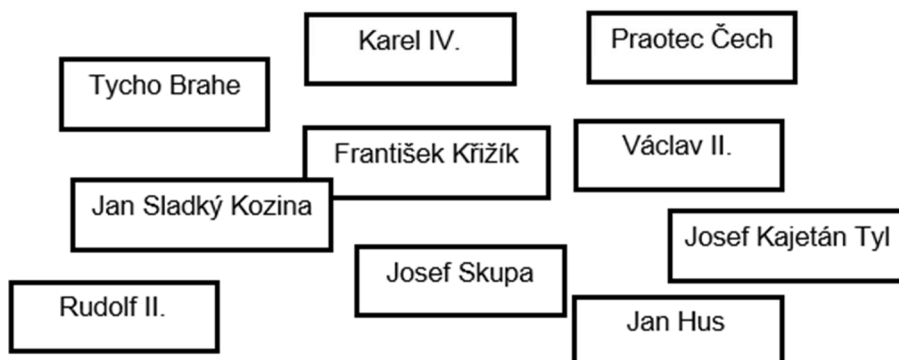 Karel IV.
Praotec Čech
Tycho Brahe
František Křižík
Václav II.
Jan Sladký Kozina
Josef Kajetán Tyl
Josef Skupa
Rudolf II.
Jan Hus